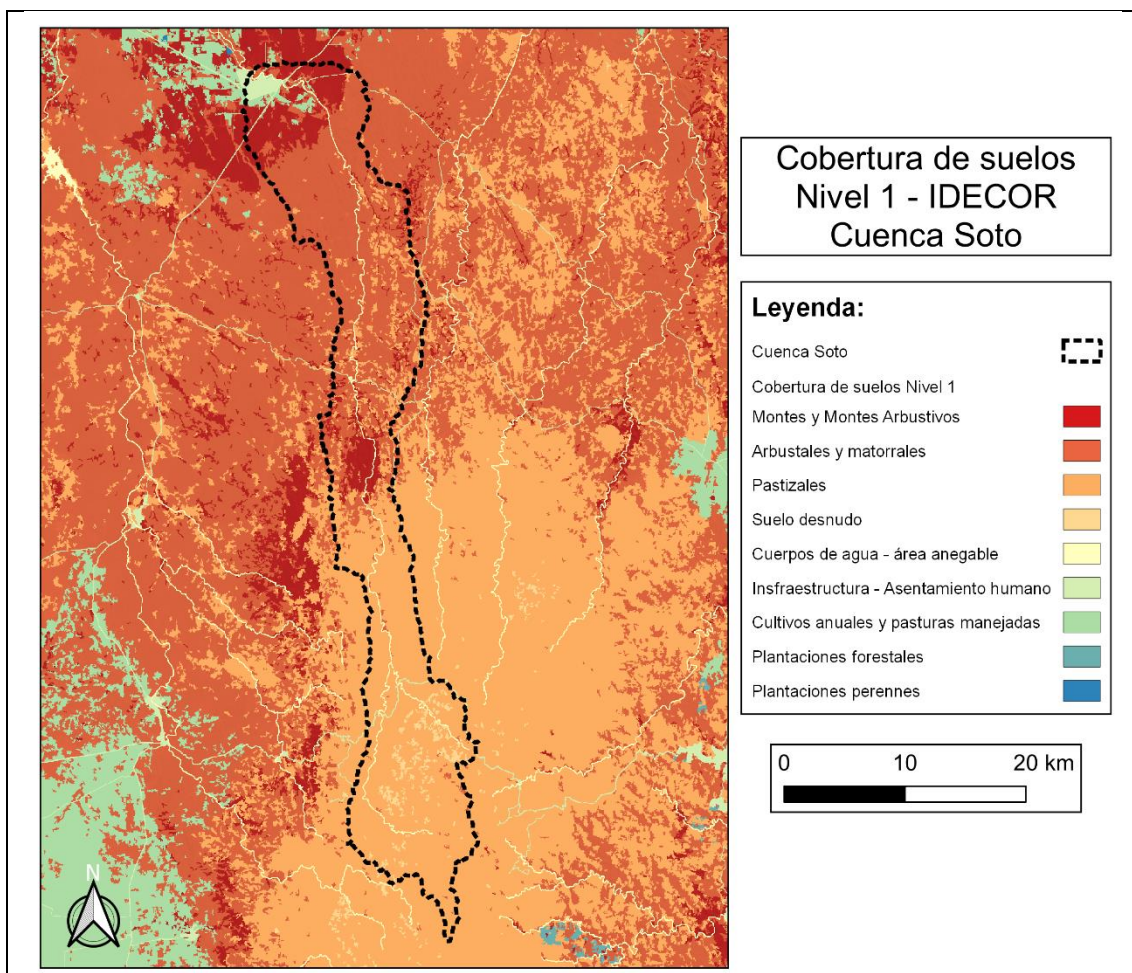 Cobertura de suelos
Nivel 1 - IDECOR
Cuenca Soto
Leyenda:
Cuenca Soto
Cobertura de suelos Nivel 1
Montes y Montes Arbustivos
Arbustales y matorrales
Pastizales
Suelo desnudo
Cuerpos de agua - área anegable
Insfraestructura - Asentamiento humano
Cultivos anuales y pasturas manejadas
Plantaciones forestales
Plantaciones perennes
0 10 20 km
N